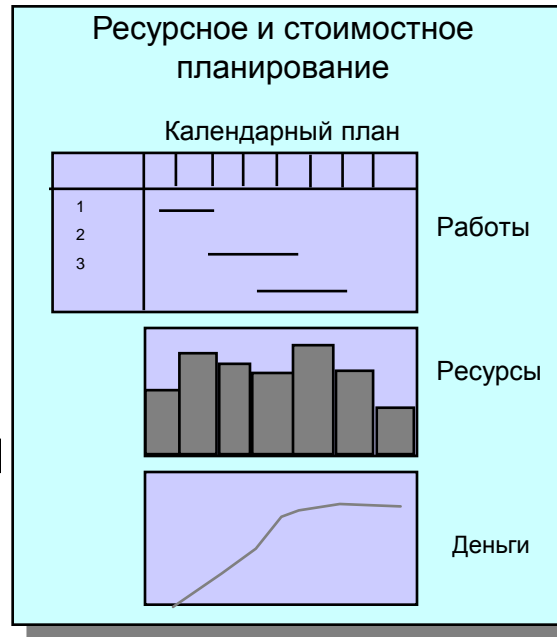 Ресурсное и стоимостное
планирование
Календарный план
1
2
3
Работы
Ресурсы
Деньги